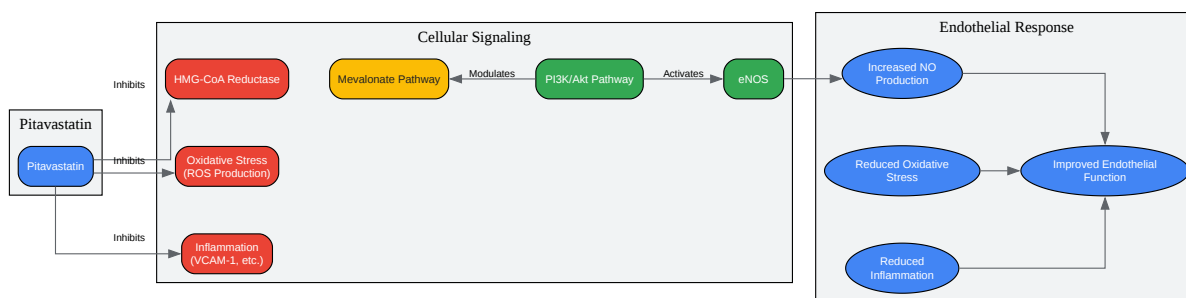 Cellular Signaling
Endothelial Response
Pitavastatin
Pitavastatin
Inhibits
Inhibits
Inhibits
HMG-CoA Reductase
Oxidative Stress
(ROS Production)
Inflammation
(VCAM-1, etc.)
Mevalonate Pathway
Modulates
PI3K/Akt Pathway
Activates
eNOS
Increased NO
Production
Reduced Oxidative
Stress
Reduced
Inflammation
Improved Endothelial
Function